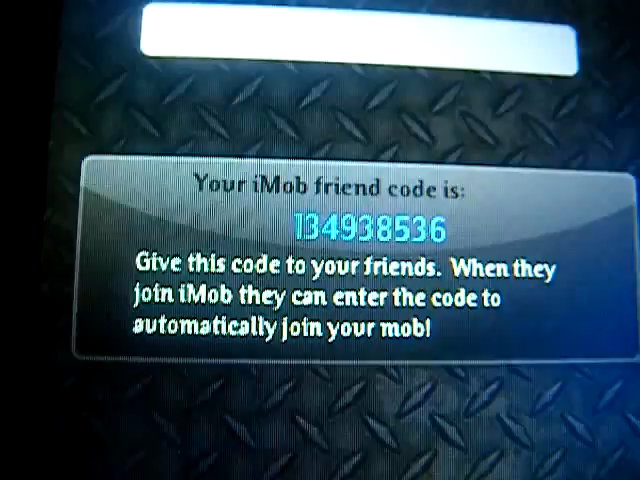 Your iMob friend code is:
134938536
Give this code to your friends. When they
join iMob they can enter the code to
automatically join your mob!